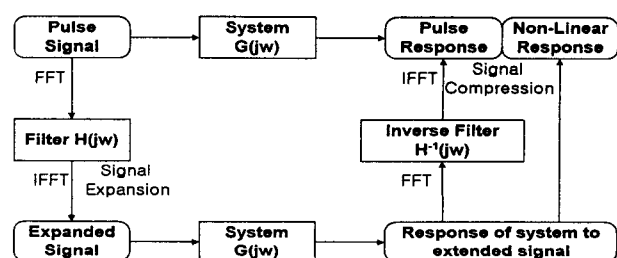 Pulse
Signal
System
G(jw)
Pulse
Response
Non-Linear
Response
FFT
IFFT
Signal
Compression
Filter H(jw)
Inverse Filter
H⁻¹(jw)
IFFT
Signal
Expansion
FFT
Expanded
Signal
System
G(jw)
Response of system to
extended signal